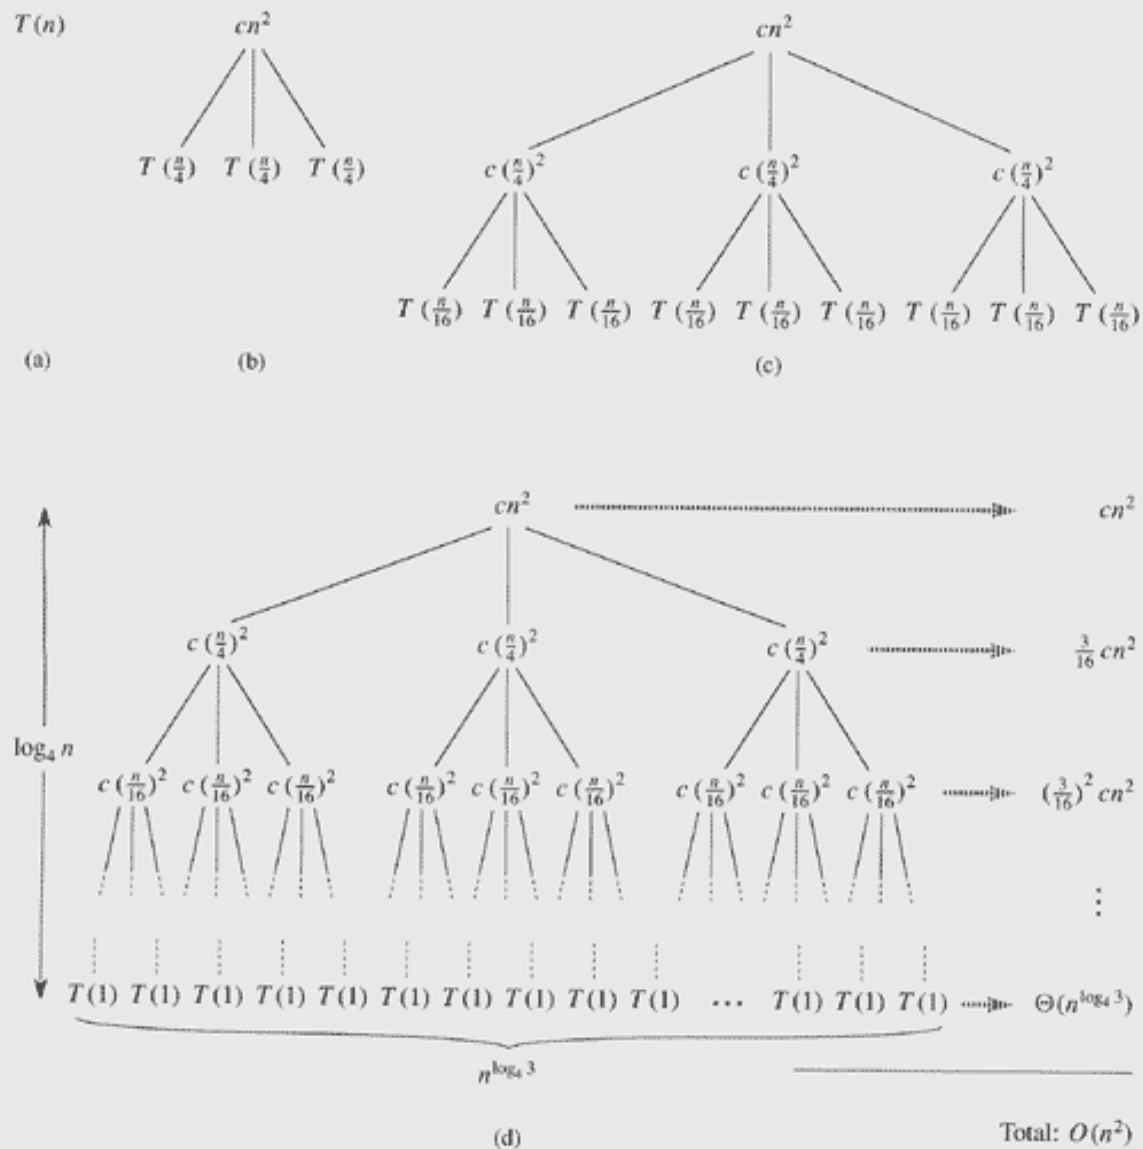 T(n) cn² cn²
T(n/4) T(n/4) T(n/4) c(n/4)² c(n/4)² c(n/4)²
T(n/16) T(n/16) T(n/16) T(n/16) T(n/16) T(n/16) T(n/16) T(n/16) T(n/16)
(a) (b) (c)
cn² cn²
c(n/4)² c(n/4)² c(n/4)² 3/16 cn²
log₄ n
c(n/16)² c(n/16)² c(n/16)² c(n/16)² c(n/16)² c(n/16)² c(n/16)² c(n/16)² c(n/16)² (3/16)² cn²
⋮
T(1) T(1) T(1) T(1) T(1) T(1) T(1) T(1) T(1) T(1) ... T(1) T(1) T(1) Θ(n^(log₄ 3))
n^(log₄ 3)
(d) Total: O(n²)